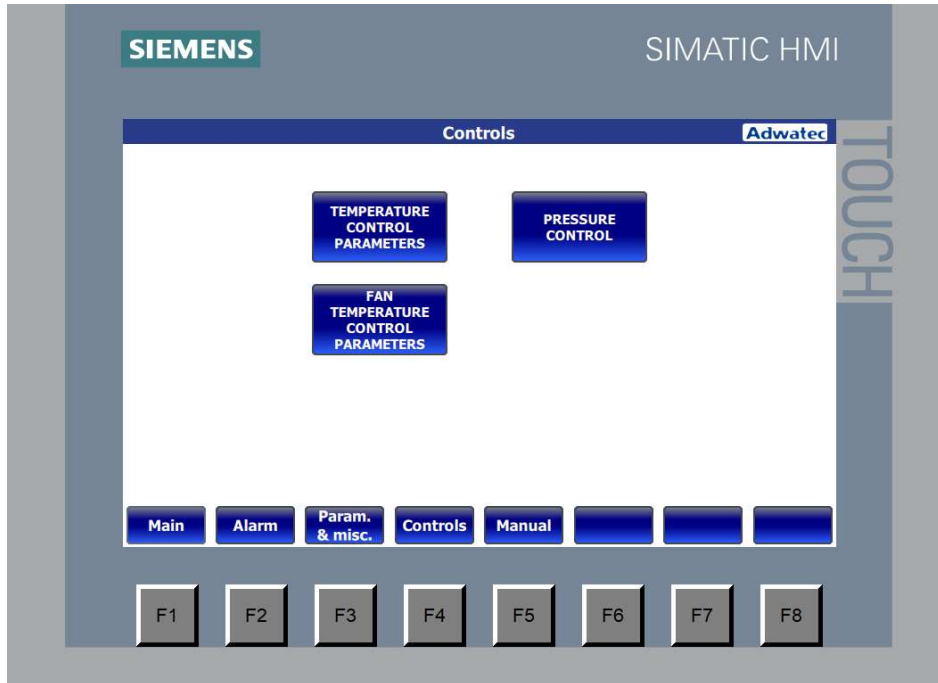 SIEMENS
SIMATIC HMI
Controls
Adwatec
TOUCH
TEMPERATURE
CONTROL
PARAMETERS
PRESSURE
CONTROL
FAN
TEMPERATURE
CONTROL
PARAMETERS
Main
Alarm
Param.
& misc.
Controls
Manual
F1
F2
F3
F4
F5
F6
F7
F8